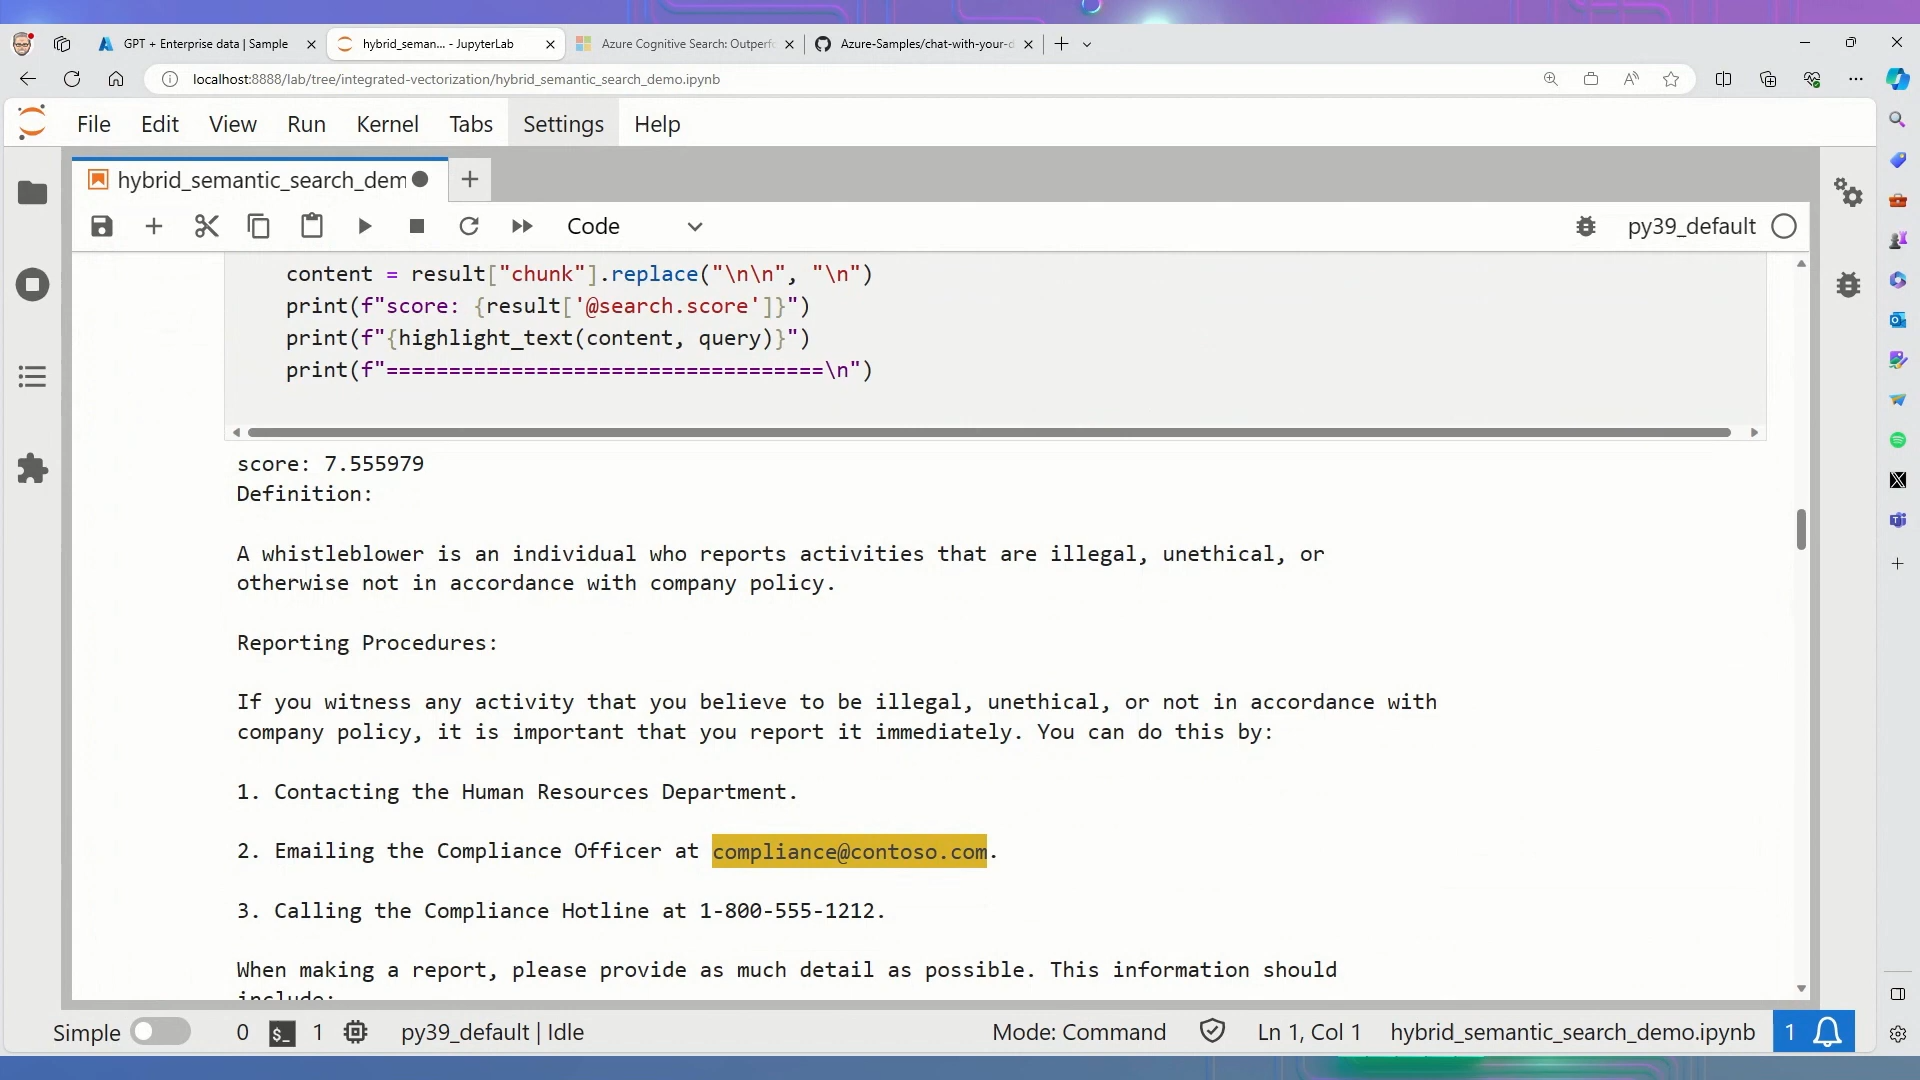 GPT + Enterprise data | Sample
hybrid_seman... - JupyterLab
Azure Cognitive Search: Outperfo
Azure-Samples/chat-with-your-d
localhost:8888/lab/tree/integrated-vectorization/hybrid_semantic_search_demo.ipynb
File Edit View Run Kernel Tabs Settings Help
hybrid_semantic_search_dem
Code
py39_default
content = result["chunk"].replace("\n\n", "\n")
print(f"score: {result['@search.score']}")
print(f"{highlight_text(content, query)}")
print(f"===================================\n")
score: 7.555979
Definition:
A whistleblower is an individual who reports activities that are illegal, unethical, or
otherwise not in accordance with company policy.
Reporting Procedures:
If you witness any activity that you believe to be illegal, unethical, or not in accordance with
company policy, it is important that you report it immediately. You can do this by:
1. Contacting the Human Resources Department.
2. Emailing the Compliance Officer at compliance@contoso.com.
3. Calling the Compliance Hotline at 1-800-555-1212.
When making a report, please provide as much detail as possible. This information should
include:
Simple 0 $_ 1 py39_default | Idle Mode: Command Ln 1, Col 1 hybrid_semantic_search_demo.ipynb 1